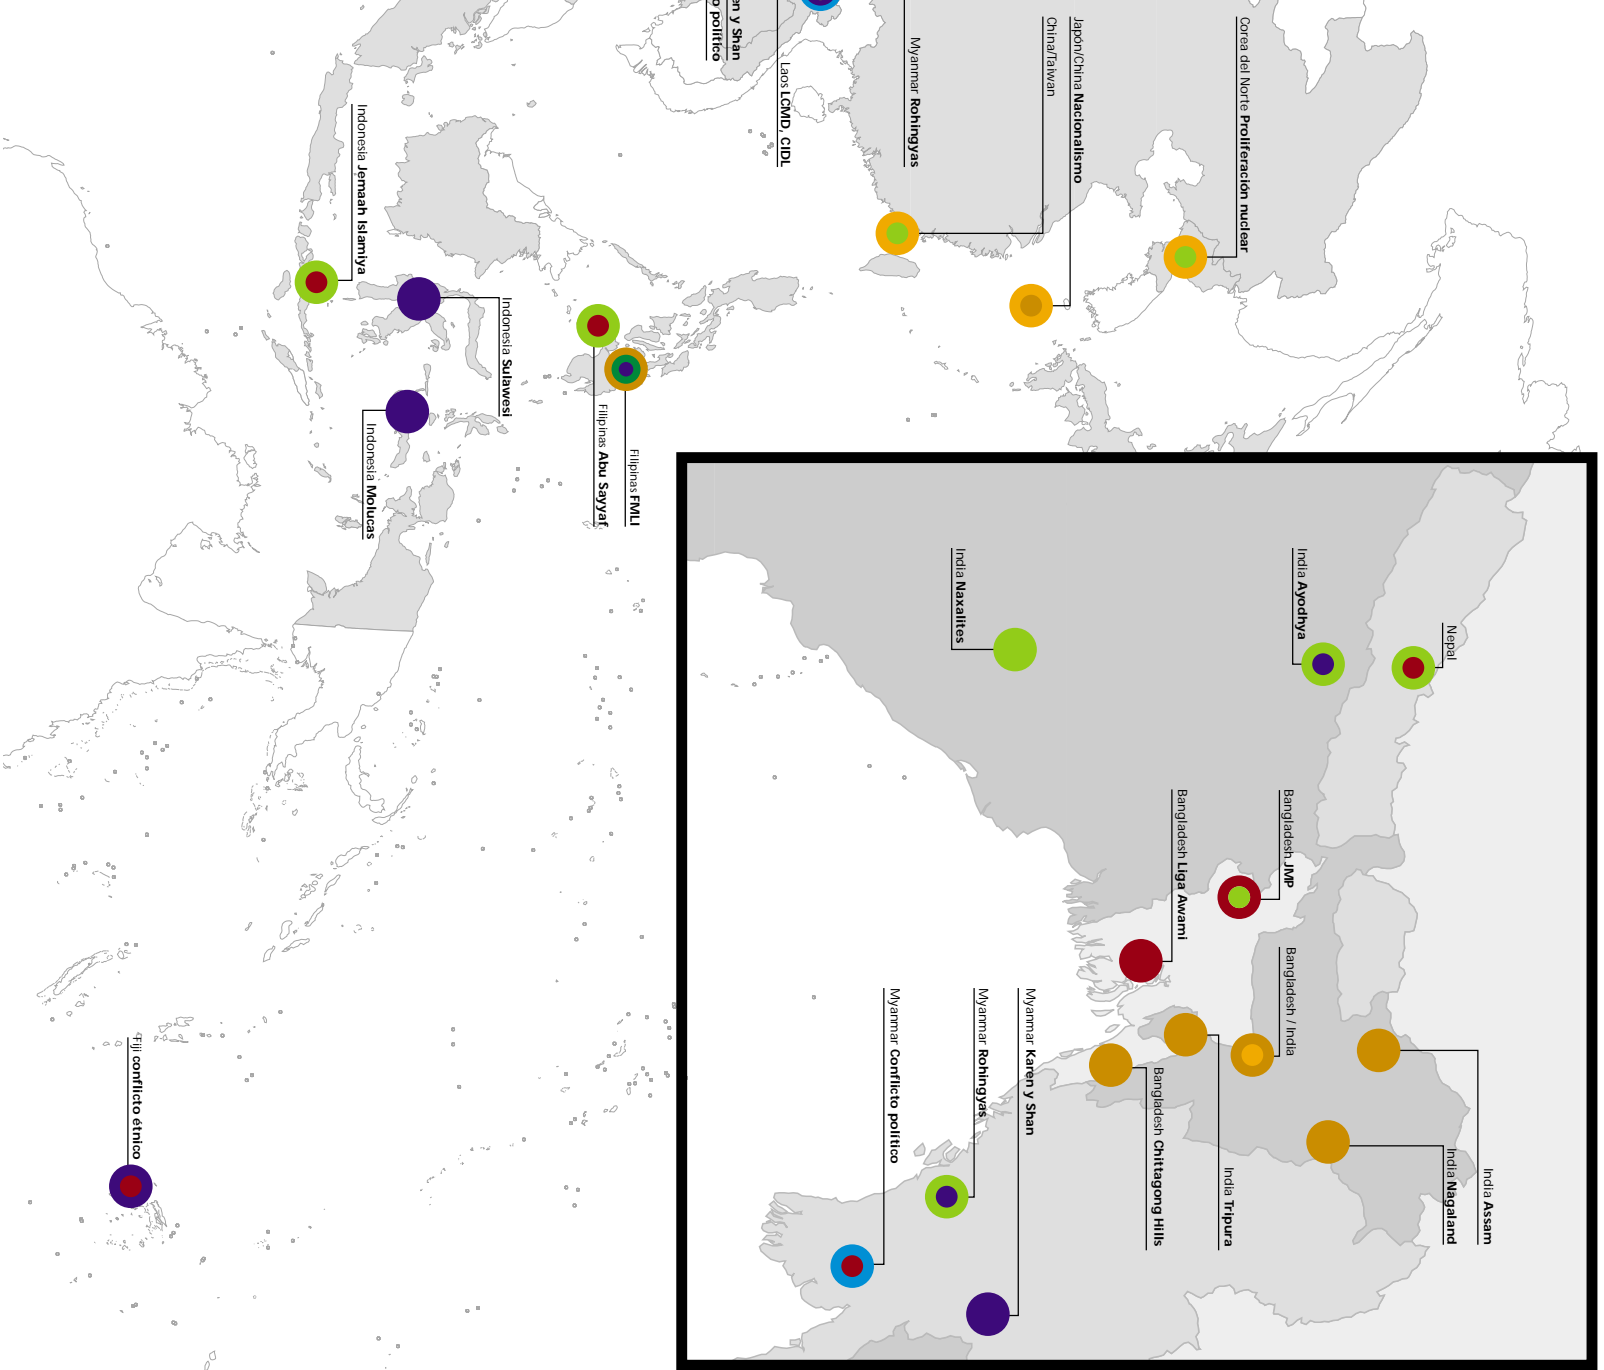 en y Shan
o político
Laos LCMD, CIDL
Myanmar Rohingyas
China/Taiwan
Japón/China Nacionalismo
Corea del Norte Proliferación nuclear
Indonesia Jemaah Islamiya
Indonesia Sulawesi
Indonesia Molucas
Filipinas Abu Sayyaf
Filipinas FMLI
Fiji conflicto étnico
India Naxalites
India Ayodhya
Nepal
Bangladesh Liga Awami
Bangladesh JMP
Bangladesh / India
Myanmar Conflicto político
Myanmar Rohingyas
Myanmar Karen y Shan
Bangladesh Chittagong Hills
India Tripura
India Nagaland
India Assam